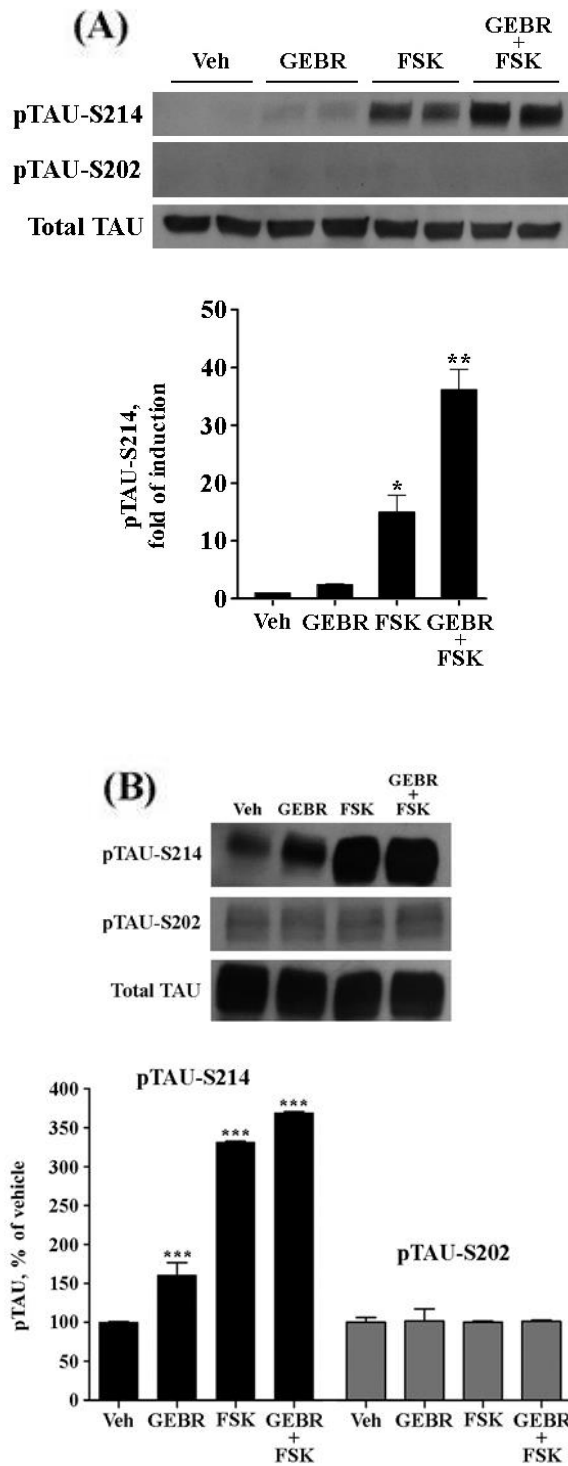 (A)
GEBR
+
Veh GEBR FSK FSK
pTAU-S214
pTAU-S202
Total TAU
50
40
30
20
10
0
pTAU-S214,
fold of induction
*
**
Veh GEBR FSK GEBR
+
FSK
(B)
GEBR
+
Veh GEBR FSK FSK
pTAU-S214
pTAU-S202
Total TAU
pTAU-S214
400
350
300
250
200
150
100
50
0
pTAU, % of vehicle
***
***
***
pTAU-S202
Veh GEBR FSK GEBR Veh GEBR FSK GEBR
+ +
FSK FSK